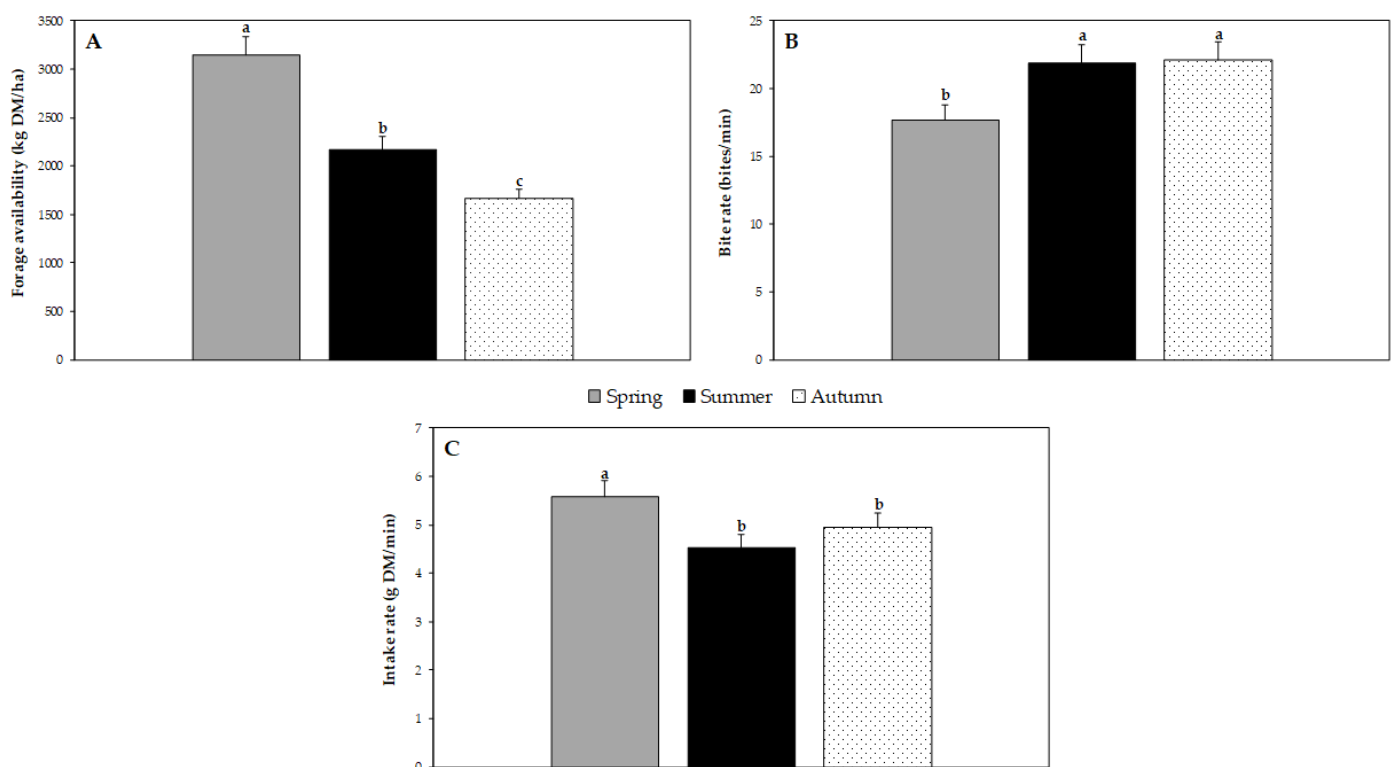 A
Forage availability (kg DM/ha)
3500
3000
2500
2000
1500
1000
500
0
a
b
c
B
Bite rate (bites/min)
25
20
15
10
5
0
b
a
a
Spring Summer Autumn
C
Intake rate (g DM/min)
7
6
5
4
3
2
1
0
a
b
b